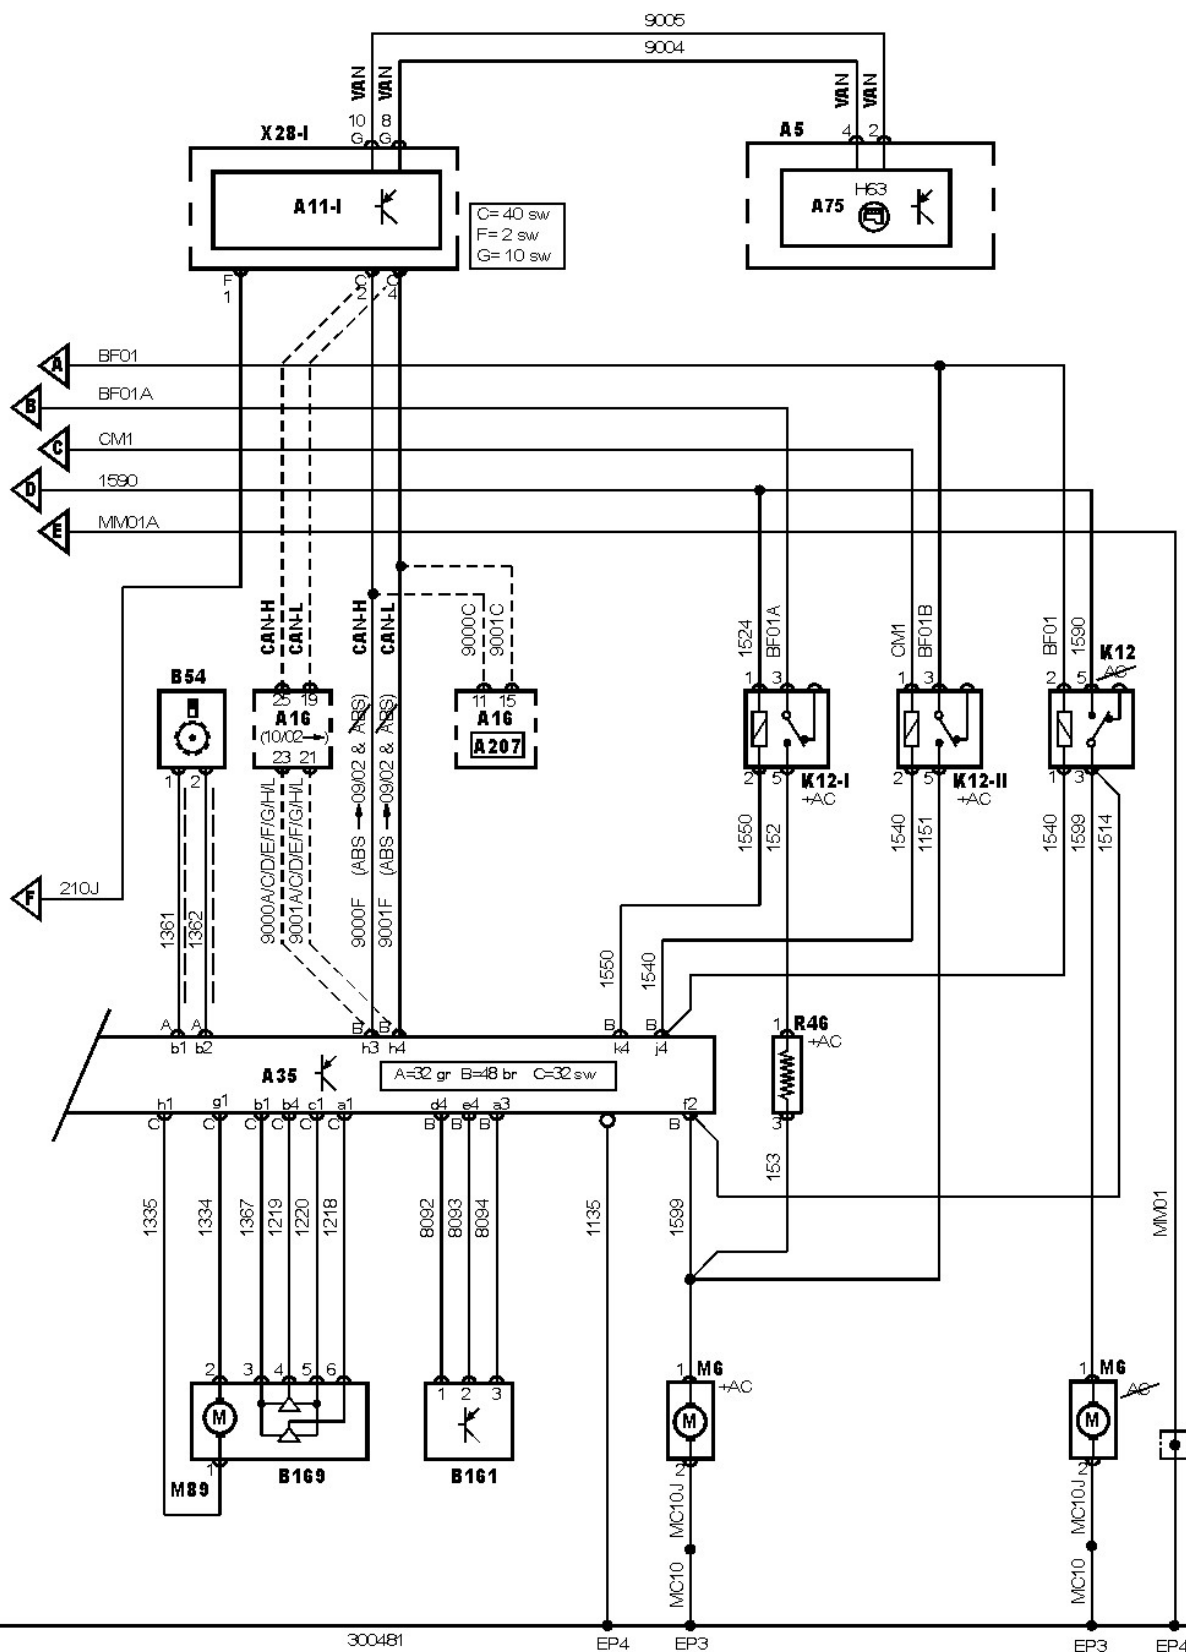 9005
9004
VAN
VAN
VAN
VAN
10 8
G G
4 2
X28-I
A5
A11-I
H63
A75
C= 40 sw
F= 2 sw
G= 10 sw
F
1
C C
2 4
A BF01
B BF01A
C CM1
D 1590
E MM01A
CAN-H
CAN-L
CAN-H
CAN-L
9000C
9001C
1524
BF01A
CM1
BF01B
BF01
1590
K12
AC
B54
25 19
A16
(10/02→)
23 21
11 15
A16
A207
1 3
1 3
2 5
2 5
K12-I
+AC
2 5
K12-II
+AC
1 3
1 2
9000A/C/D/E/F/G/H/L
9001A/C/D/E/F/G/H/L
9000F (ABS →09/02 & ABS)
9001F (ABS →09/02 & ABS)
1550
152
1540
1151
1540
1599
1514
F 210J
1361
1362
1550
1540
A A
b1 b2
B B
h3 h4
B B
k4 j4
1
R46
+AC
A35
A=32 gr B=48 br C=32 sw
h1 g1 b1 b4 c1 a1
C C C C C C
d4 e4 a3
B B B
f2
B
3
1335
1334
1367
1219
1220
1218
8092
8093
8094
1135
1599
153
MM01
2 3 4 5 6
M
1
M89
B169
1 2 3
B161
1
M6
+AC
M
2
1
M6
AC
M
2
MC10J
MC10
MC10J
MC10
300481
EP4
EP3
EP3
EP4